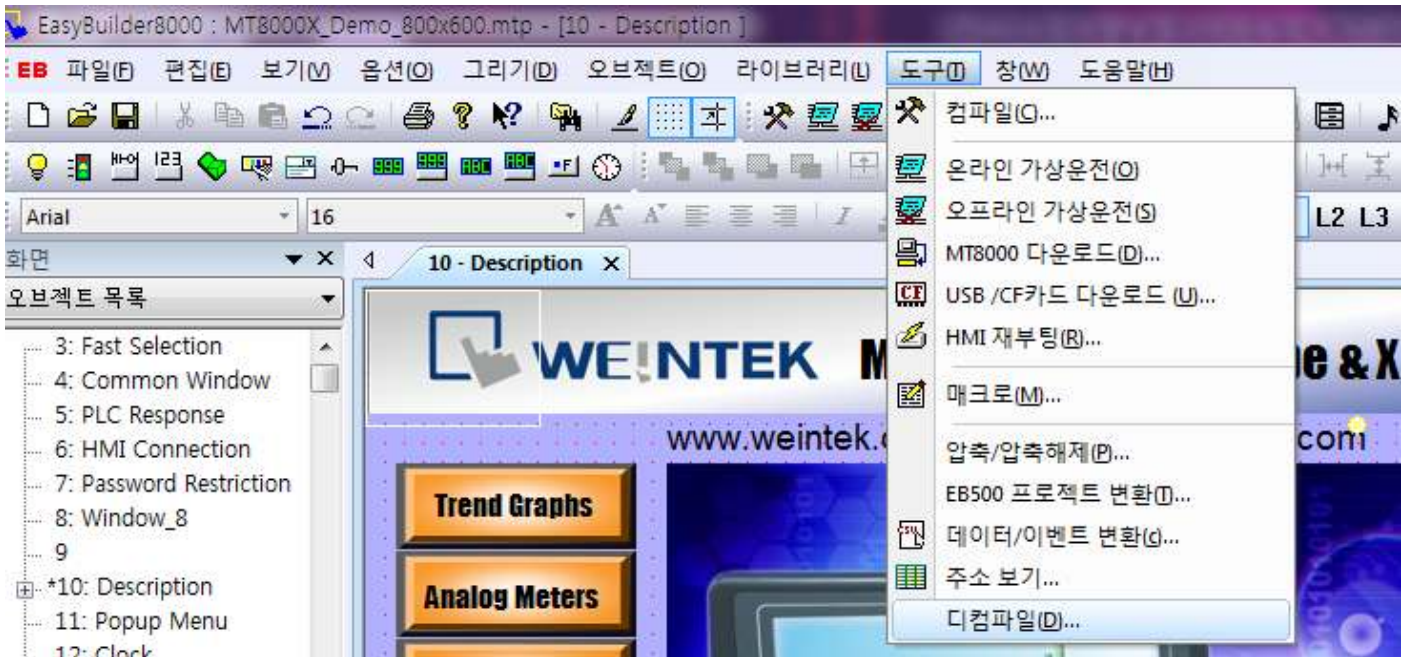 EasyBuilder8000 : MT8000X_Demo_800x600.mtp - [10 - Description ]
EB 파일(F) 편집(E) 보기(V) 옵션(O) 그리기(D) 오브젝트(O) 라이브러리(L) 도구(T) 창(W) 도움말(H)
Arial 16
L2 L3
화면
오브젝트 목록
3: Fast Selection
4: Common Window
5: PLC Response
6: HMI Connection
7: Password Restriction
8: Window_8
9
*10: Description
11: Popup Menu
12: Clock
10 - Description
WEINTEK
www.weintek.
com
Trend Graphs
Analog Meters
컴파일(C)...
온라인 가상운전(O)
오프라인 가상운전(S)
MT8000 다운로드(D)...
USB /CF카드 다운로드 (U)...
HMI 재부팅(R)...
매크로(M)...
압축/압축해제(P)...
EB500 프로젝트 변환(T)...
데이터/이벤트 변환(c)...
주소 보기...
디컴파일(D)...